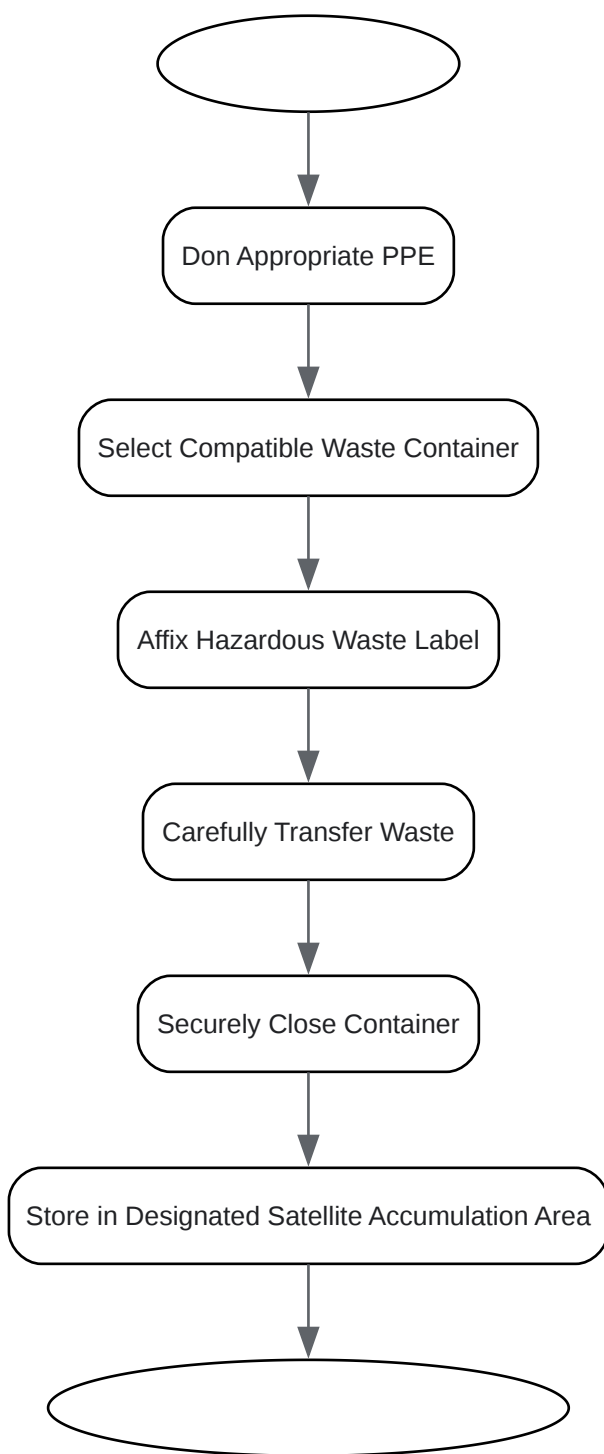 Don Appropriate PPE
Select Compatible Waste Container
Affix Hazardous Waste Label
Carefully Transfer Waste
Securely Close Container
Store in Designated Satellite Accumulation Area